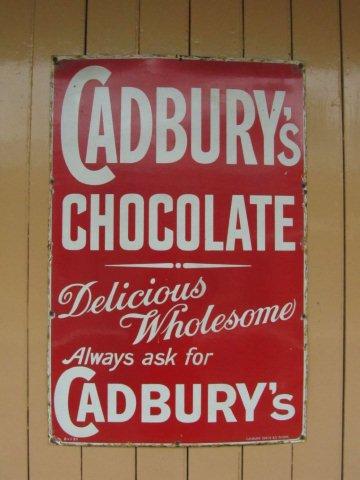 CADBURY's
CHOCOLATE
Delicious
Wholesome
Always ask for
CADBURY's